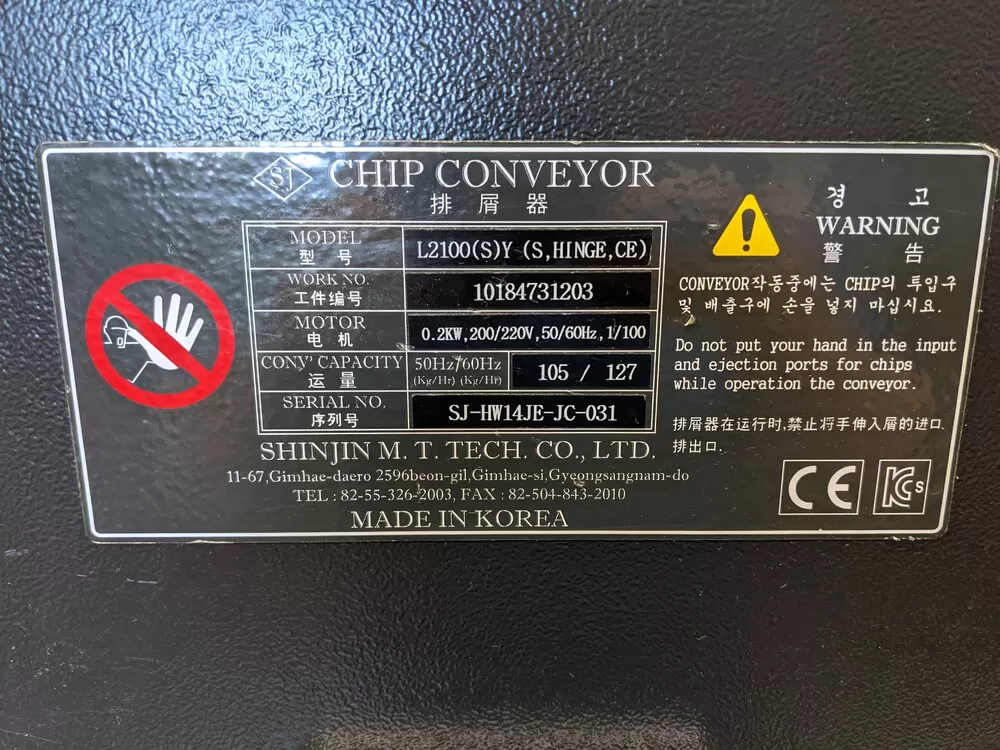 SJ CHIP CONVEYOR
排屑器
MODEL
型号
L2100(S)Y (S,HINGE,CE)
WORK NO.
工件编号
10184731203
MOTOR
电机
0.2KW,200/220V,50/60Hz,1/100
CONV' CAPACITY
运量
50Hz/60Hz
(Kg/Hr) (Kg/Hr)
105 / 127
SERIAL NO.
序列号
SJ-HW14JE-JC-031
SHINJIN M. T. TECH. CO., LTD.
11-67,Gimhae-daero 2596beon-gil,Gimhae-si,Gyeongsangnam-do
TEL : 82-55-326-2003, FAX : 82-504-843-2010
MADE IN KOREA
경 고
WARNING
警 告
CONVEYOR작동중에는 CHIP의 투입구
및 배출구에 손을 넣지 마십시요.
Do not put your hand in the input
and ejection ports for chips
while operation the conveyor.
排屑器在运行时,禁止将手伸入屑的进口.
排出口.
CE
KC S